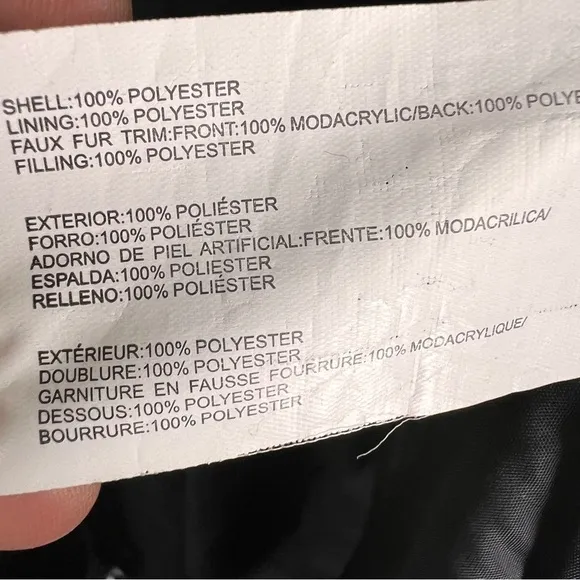 SHELL:100% POLYESTER
LINING:100% POLYESTER
FAUX FUR TRIM:FRONT:100% MODACRYLIC/BACK:100% POLYE
FILLING:100% POLYESTER
EXTERIOR:100% POLIÉSTER
FORRO:100% POLIÉSTER
ADORNO DE PIEL ARTIFICIAL:FRENTE:100% MODACRILICA/
ESPALDA:100% POLIESTER
RELLENO:100% POLIÉSTER
EXTÉRIEUR:100% POLYESTER
DOUBLURE:100% POLYESTER
GARNITURE EN FAUSSE FOURRURE:100% MODACRYLIQUE/
DESSOUS:100% POLYESTER
BOURRURE:100% POLYESTER